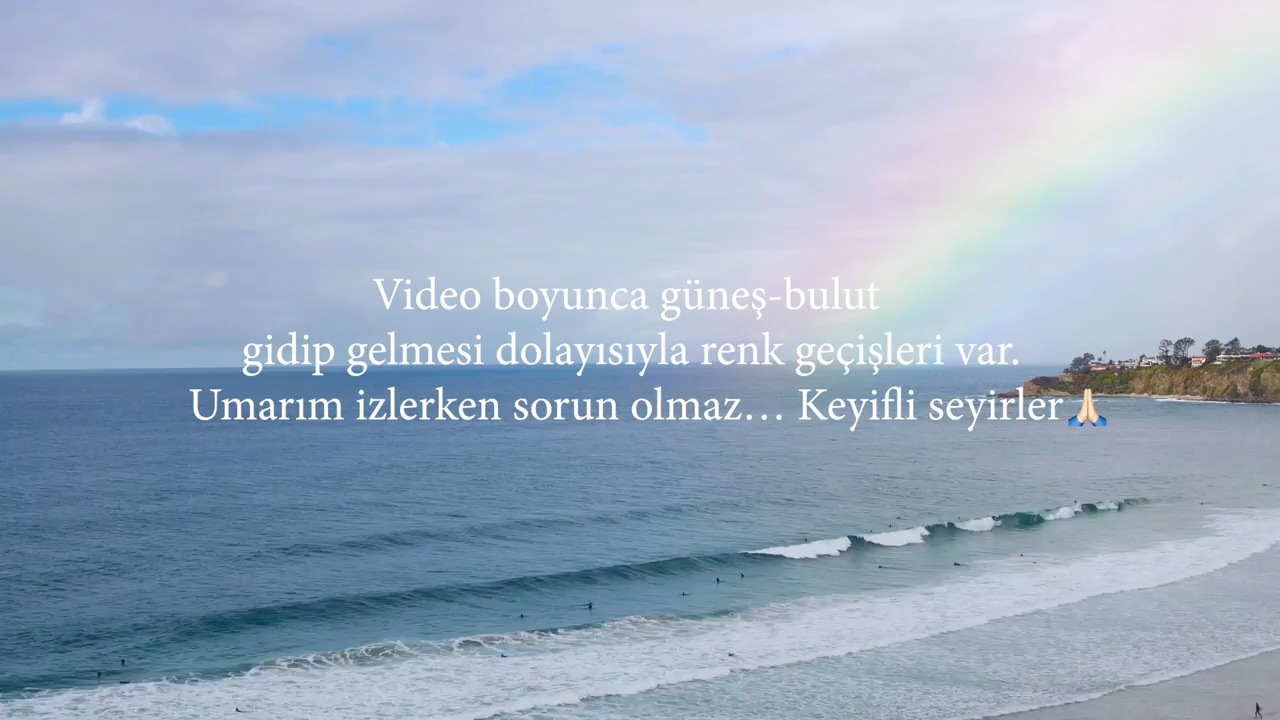 Video boyunca güneş-bulut
gidip gelmesi dolayısıyla renk geçişleri var.
Umarım izlerken sorun olmaz… Keyifli seyirler🙏🏼